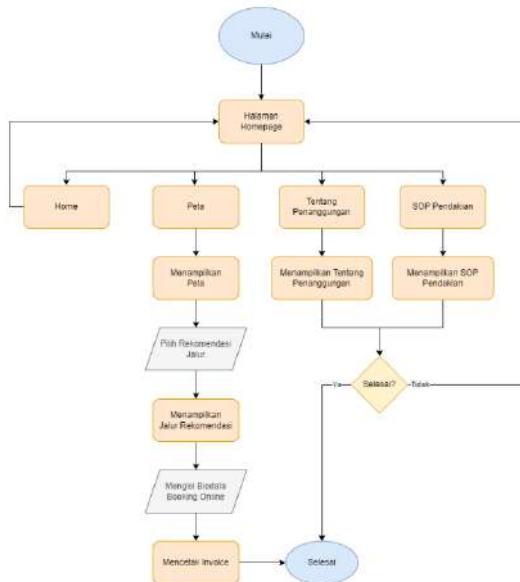 Mulai
Halaman
Homepage
Home
Peta
Tentang
Penanggungan
SOP Pendakian
Menampilkan
Peta
Menampilkan Tentang
Penanggungan
Menampilkan SOP
Pendakian
Pilih Rekomendasi
Jalur
Ya
Selesai?
Tidak
Menampilkan
Jalur Rekomendasi
Mengisi Biodata
Booking Online
Mencetak Invoice
Selesai